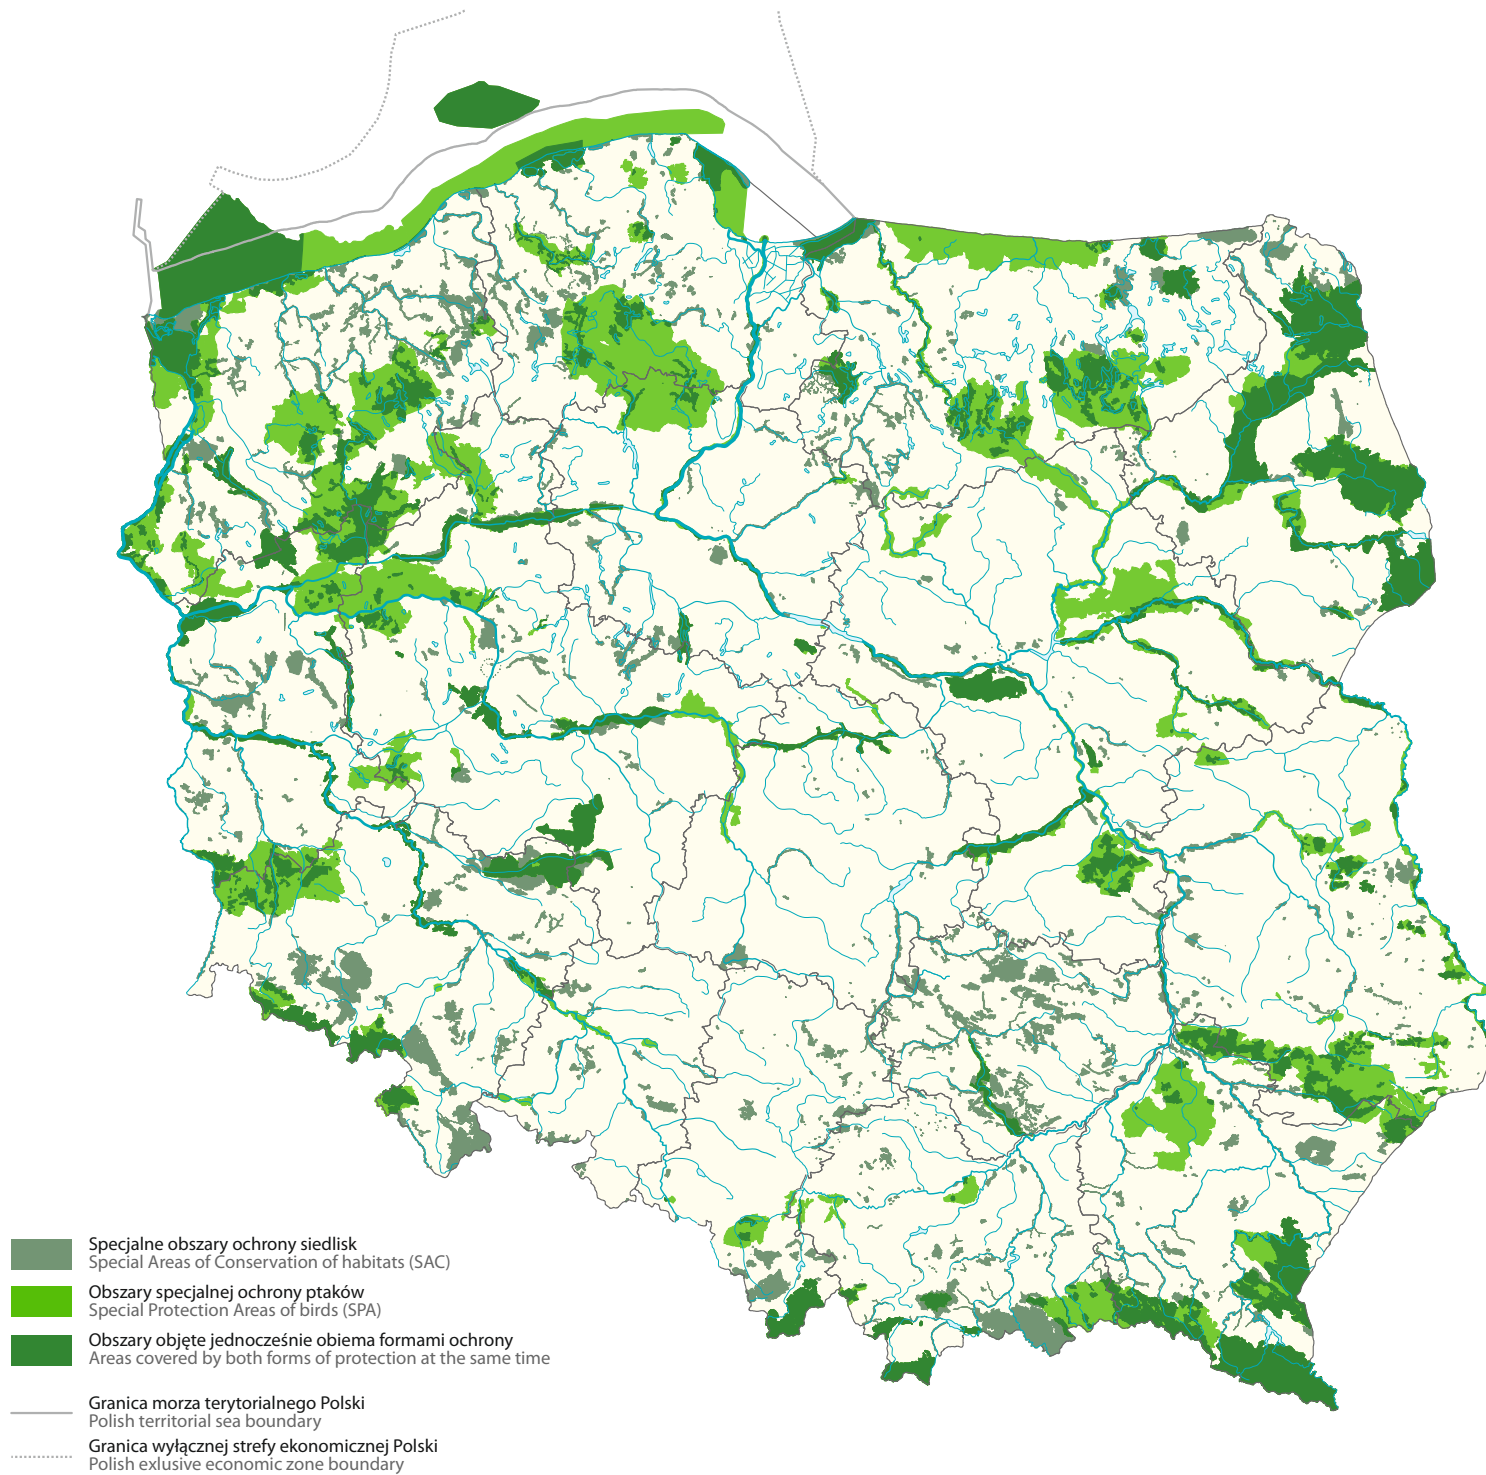 Specjalne obszary ochrony siedlisk
Special Areas of Conservation of habitats (SAC)
Obszary specjalnej ochrony ptaków
Special Protection Areas of birds (SPA)
Obszary objęte jednocześnie obiema formami ochrony
Areas covered by both forms of protection at the same time
Granica morza terytorialnego Polski
Polish territorial sea boundary
Granica wyłącznej strefy ekonomicznej Polski
Polish exlusive economic zone boundary